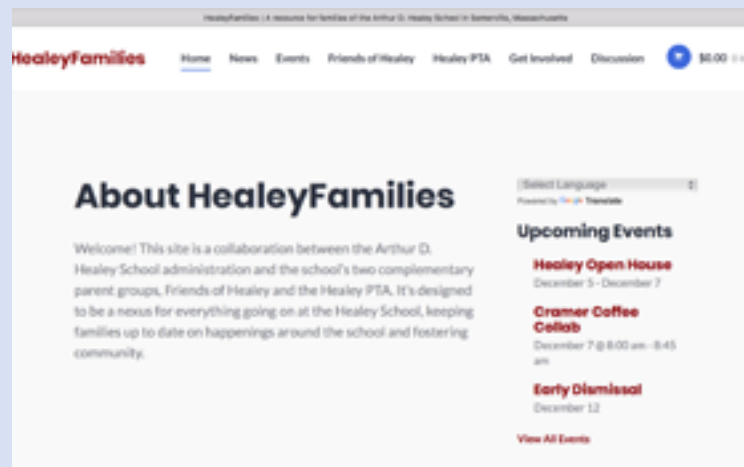 HealeyFamilies | A resource for families of the Arthur D. Healey School in Somerville, Massachusetts
HealeyFamilies
Home News Events Friends of Healey Healey PTA Get Involved Discussion $0.00
About HealeyFamilies
Welcome! This site is a collaboration between the Arthur D.
Healey School administration and the school's two complementary
parent groups, Friends of Healey and the Healey PTA. It's designed
to be a nexus for everything going on at the Healey School, keeping
families up to date on happenings around the school and fostering
community.
Select Language
Powered by Google Translate
Upcoming Events
Healey Open House
December 5 - December 7
Cramer Coffee
Collab
December 7 @ 8:00 am - 8:45
am
Early Dismissal
December 12
View All Events